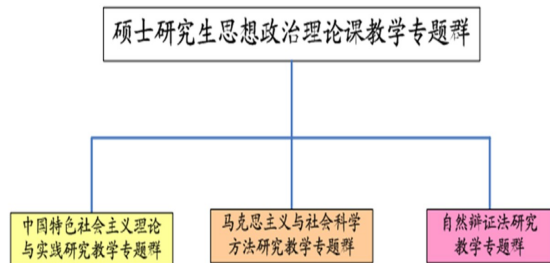 硕士研究生思想政治理论课教学专题群
中国特色社会主义理论
与实践研究教学专题群
马克思主义与社会科学
方法研究教学专题群
自然辩证法研究
教学专题群